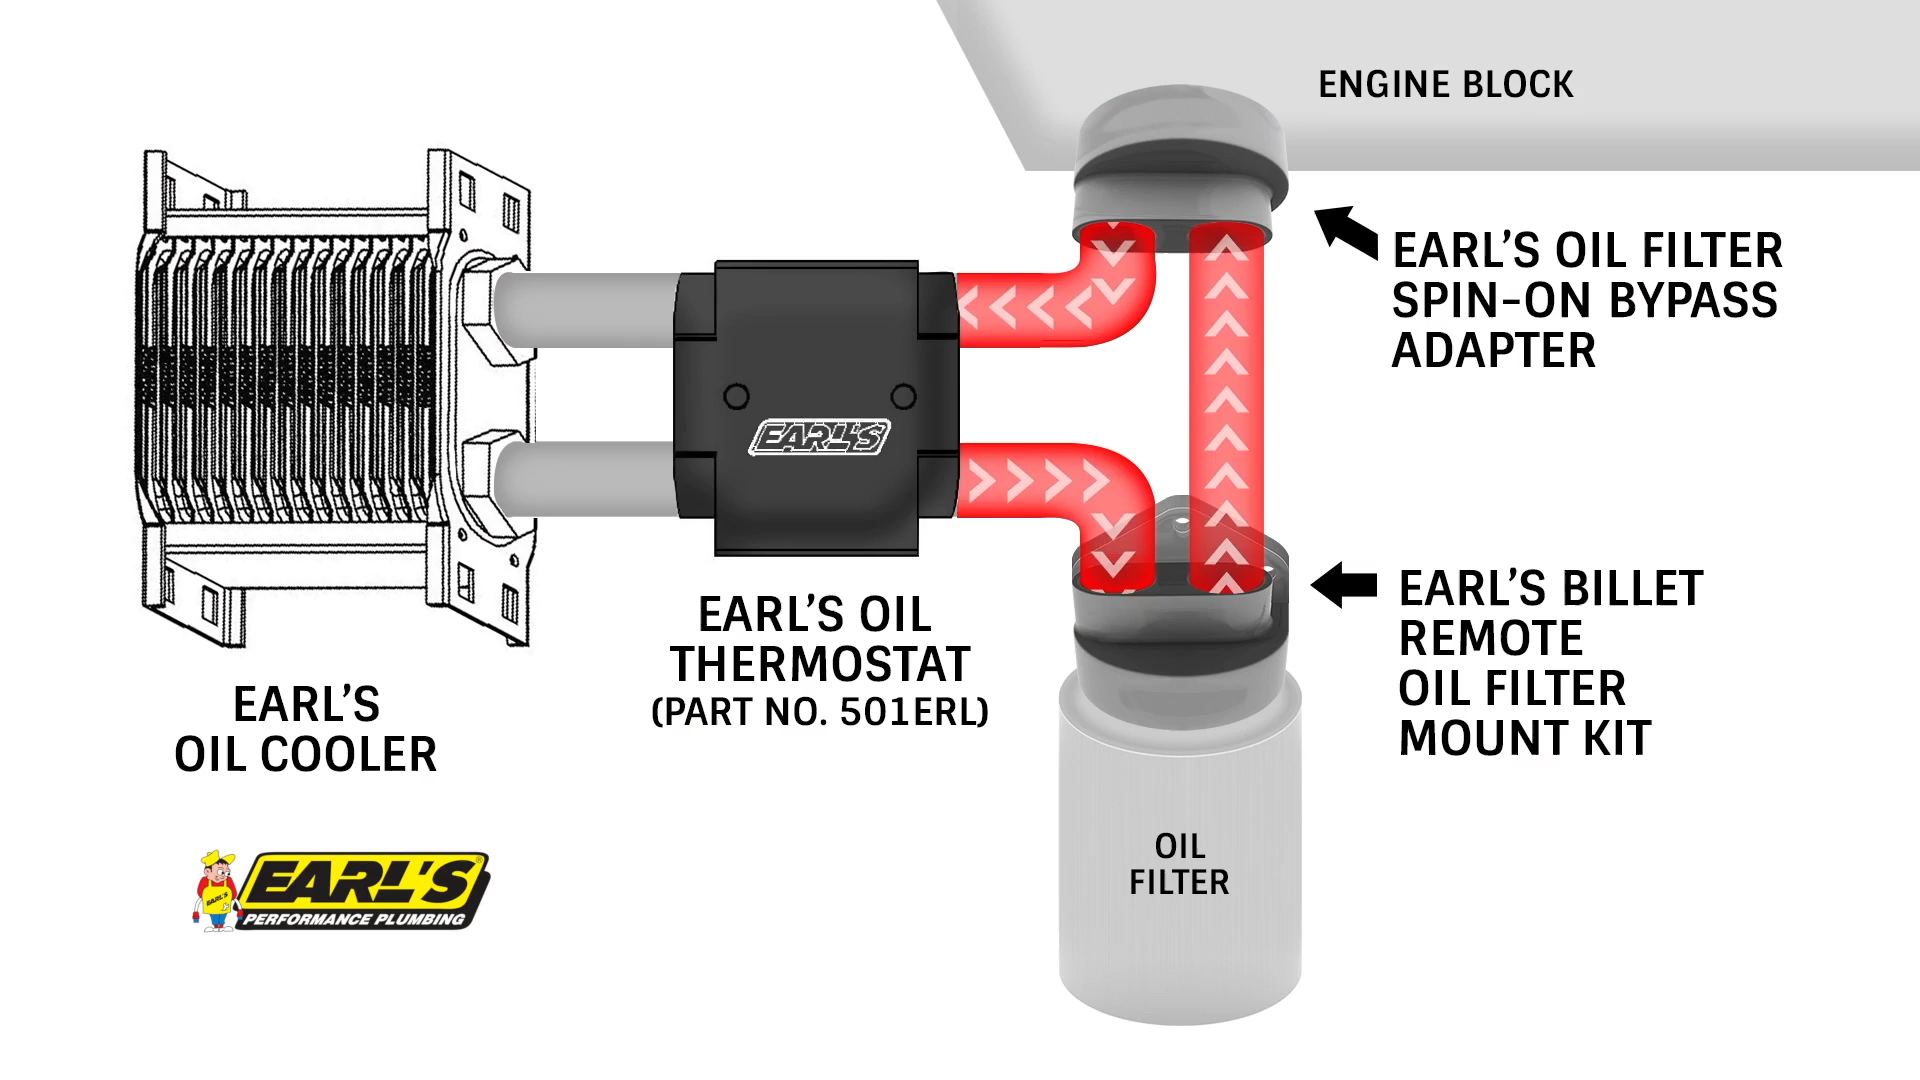 ENGINE BLOCK
EARL'S OIL FILTER
SPIN-ON BYPASS
ADAPTER
EARL'S
EARL'S OIL
THERMOSTAT
(PART NO. 501ERL)
EARL'S BILLET
REMOTE
OIL FILTER
MOUNT KIT
EARL'S
OIL COOLER
OIL
FILTER
EARL'S
EARL'S®
PERFORMANCE PLUMBING